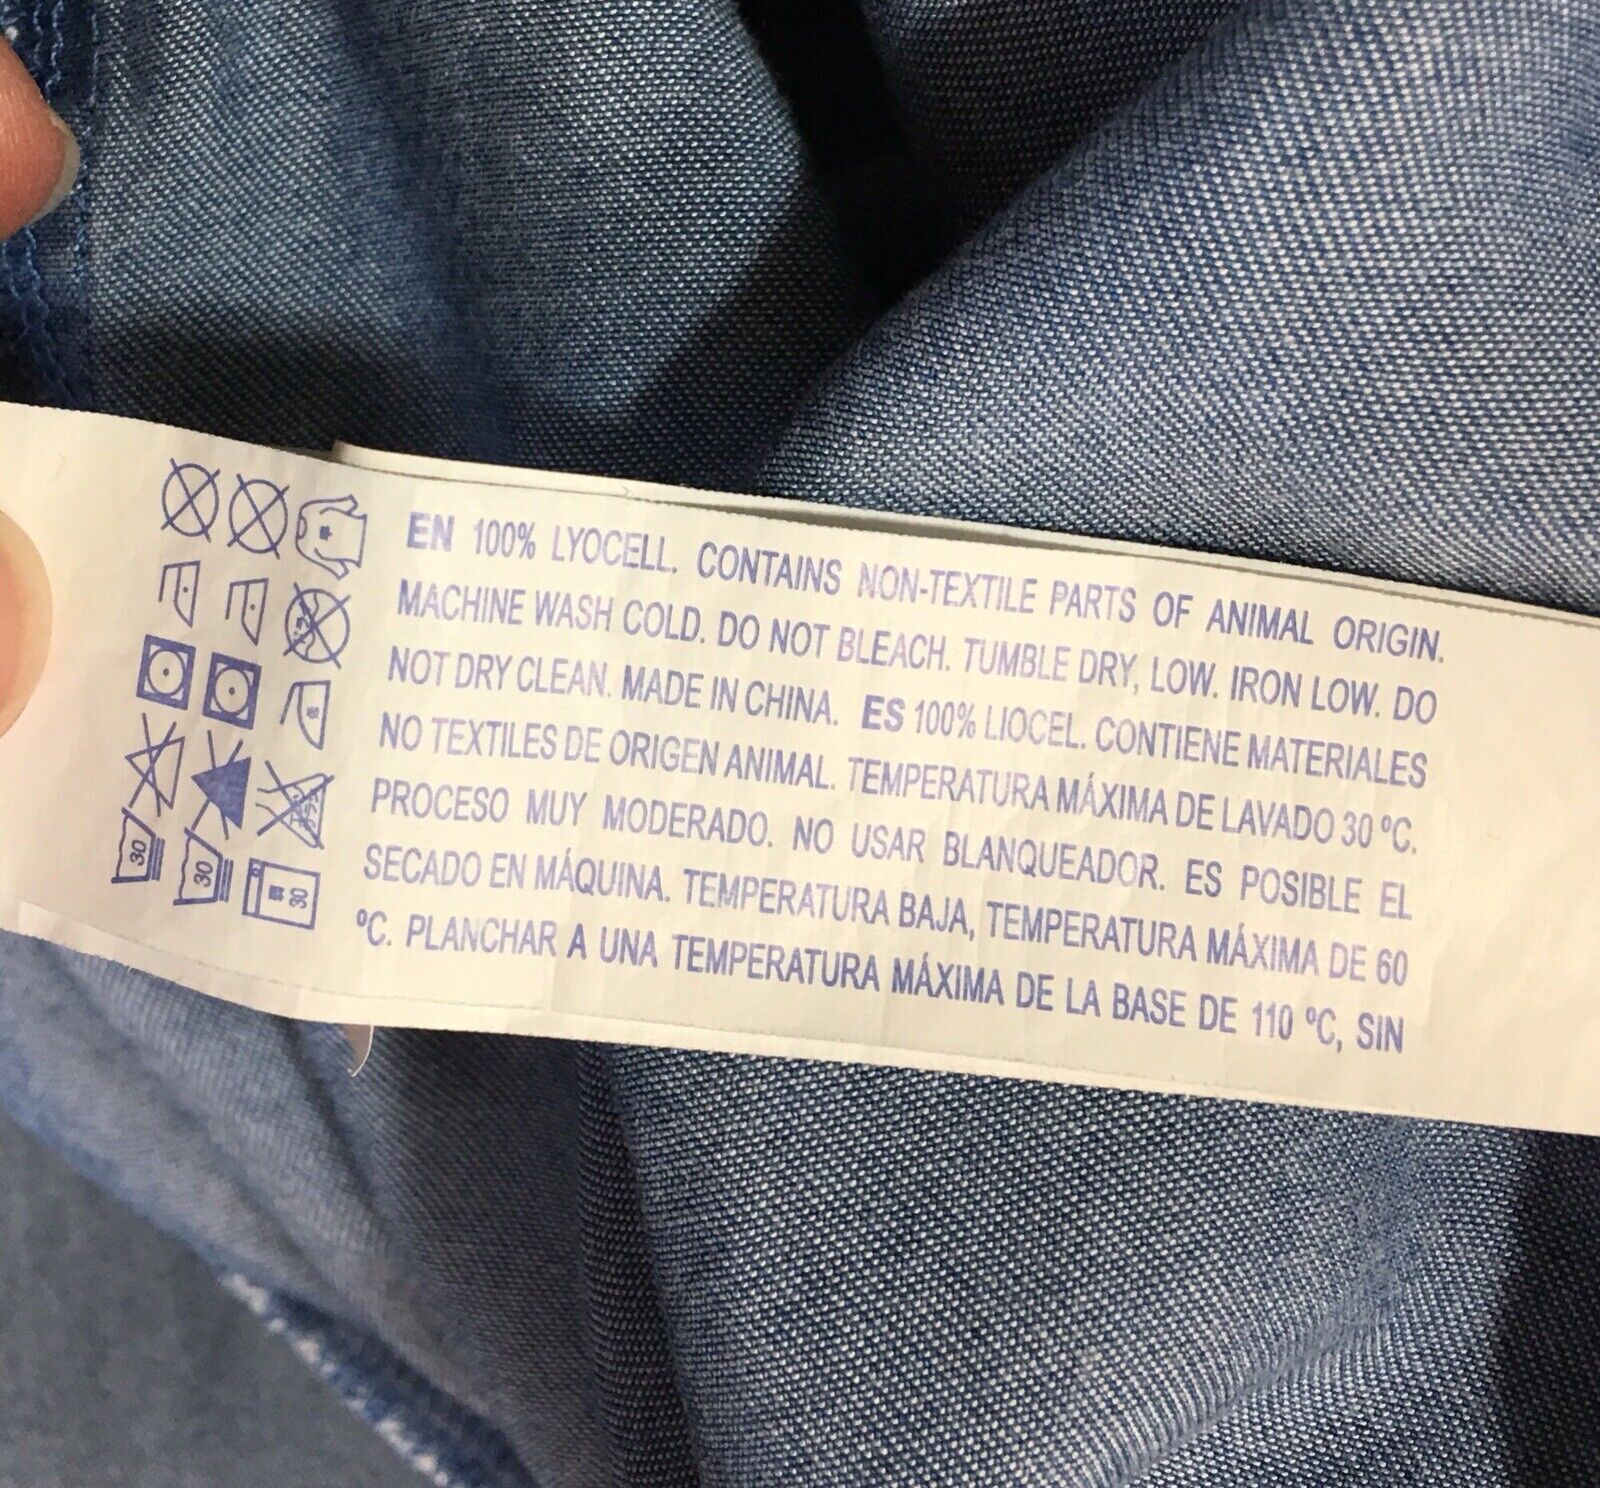 EN 100% LYOCELL. CONTAINS NON-TEXTILE PARTS OF ANIMAL ORIGIN.
MACHINE WASH COLD. DO NOT BLEACH. TUMBLE DRY, LOW. IRON LOW. DO
NOT DRY CLEAN. MADE IN CHINA. ES 100% LIOCEL. CONTIENE MATERIALES
NO TEXTILES DE ORIGEN ANIMAL. TEMPERATURA MÁXIMA DE LAVADO 30 ºC.
PROCESO MUY MODERADO. NO USAR BLANQUEADOR. ES POSIBLE EL
SECADO EN MÁQUINA. TEMPERATURA BAJA, TEMPERATURA MÁXIMA DE 60
ºC. PLANCHAR A UNA TEMPERATURA MÁXIMA DE LA BASE DE 110 ºC, SIN
30
30
30